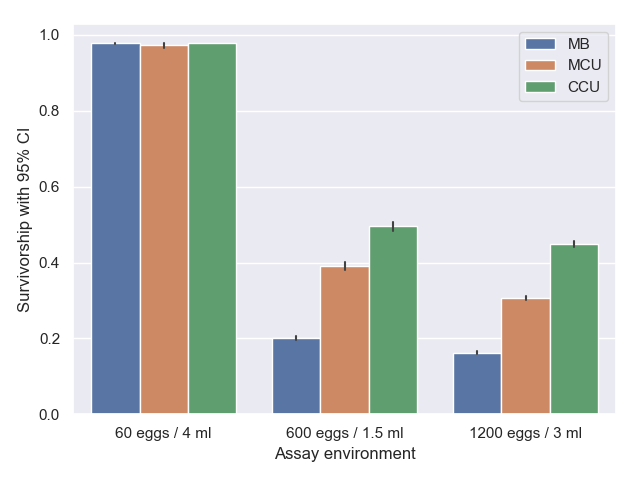 1.0
0.8
0.6
0.4
0.2
0.0
Survivorship with 95% CI
MB
MCU
CCU
60 eggs / 4 ml
600 eggs / 1.5 ml
1200 eggs / 3 ml
Assay environment